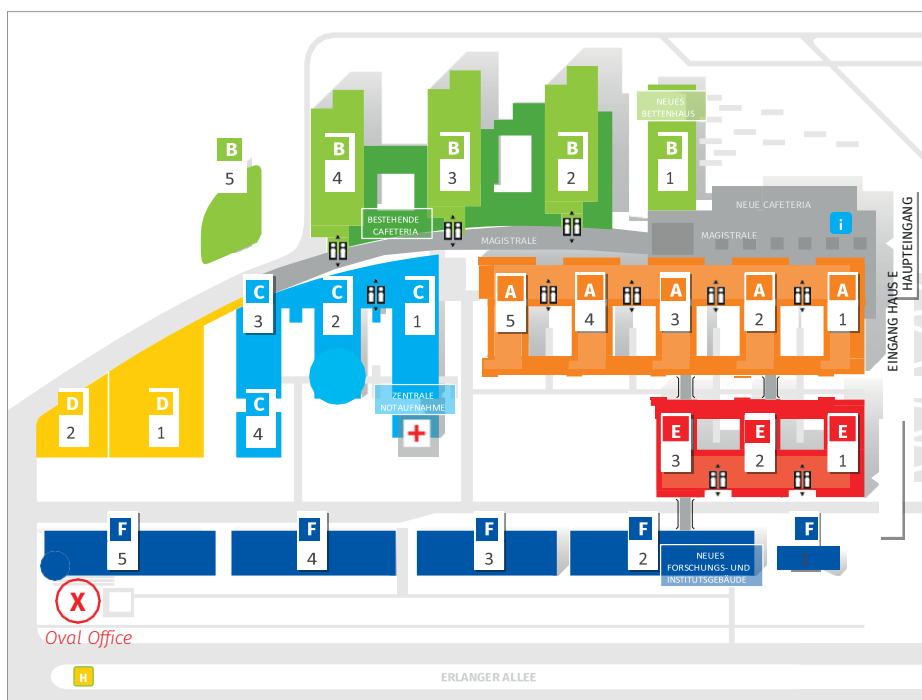 NEUES
BETTENHAUS
B
5
B
4
B
3
B
2
B
1
BESTEHENDE
CAFETERIA
MAGISTRALE
MAGISTRALE
NEUE CAFETERIA
i
HAUPTEINGANG
EINGANG HAUS E
C
3
C
2
C
1
A
5
A
4
A
3
A
2
A
1
D
2
D
1
C
4
ZENTRALE
NOTAUFNAHME
E
3
E
2
E
1
F
5
F
4
F
3
F
2
F
1
NEUES
FORSCHUNGS- UND
INSTITUTSGEBÄUDE
X
Oval Office
H
ERLANGER ALLEE